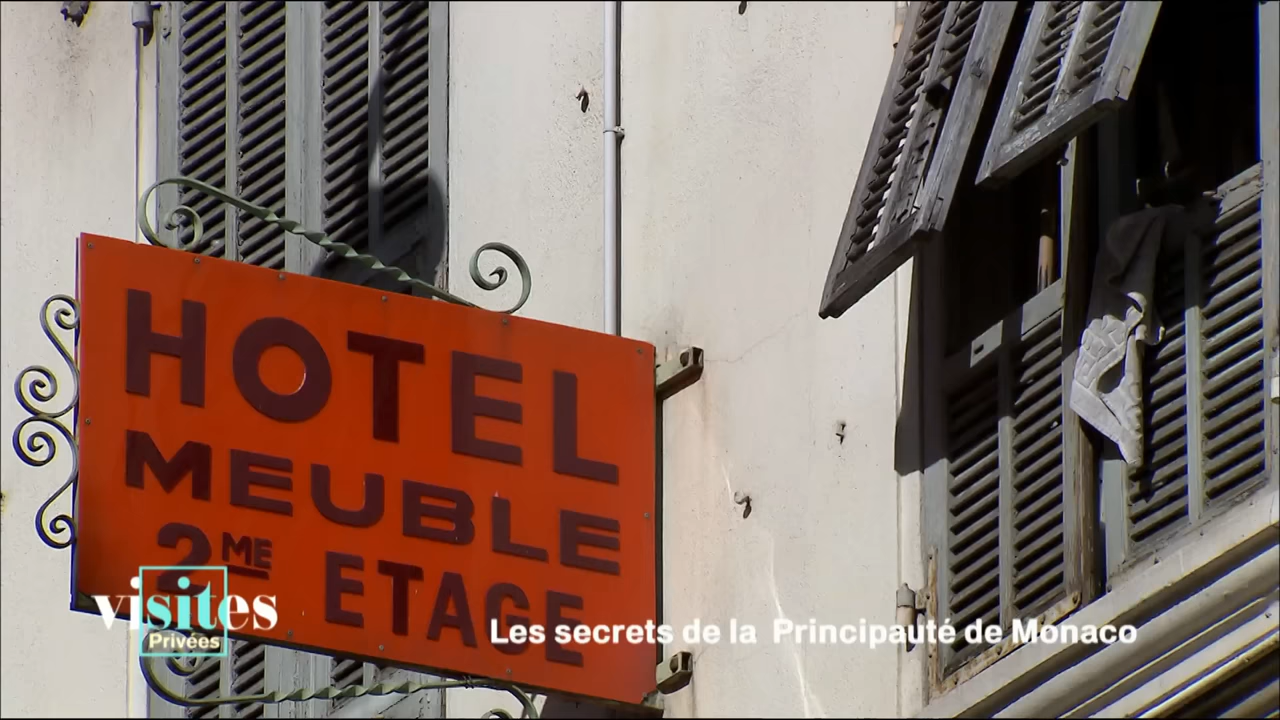 HOTEL
MEUBLE
2ME ETAGE
visites
Privées
Les secrets de la Principauté de Monaco